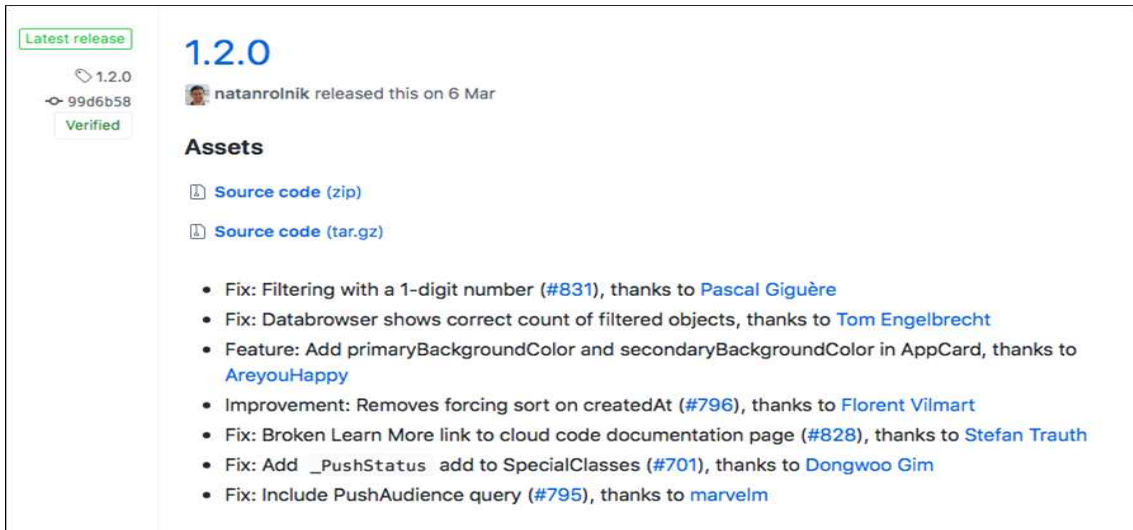 Latest release
1.2.0
99d6b58
Verified
1.2.0
natanrolnik released this on 6 Mar
Assets
Source code (zip)
Source code (tar.gz)
• Fix: Filtering with a 1-digit number (#831), thanks to Pascal Giguère
• Fix: Databrowser shows correct count of filtered objects, thanks to Tom Engelbrecht
• Feature: Add primaryBackgroundColor and secondaryBackgroundColor in AppCard, thanks to
AreyouHappy
• Improvement: Removes forcing sort on createdAt (#796), thanks to Florent Vilmart
• Fix: Broken Learn More link to cloud code documentation page (#828), thanks to Stefan Trauth
• Fix: Add _PushStatus add to SpecialClasses (#701), thanks to Dongwoo Gim
• Fix: Include PushAudience query (#795), thanks to marvelm